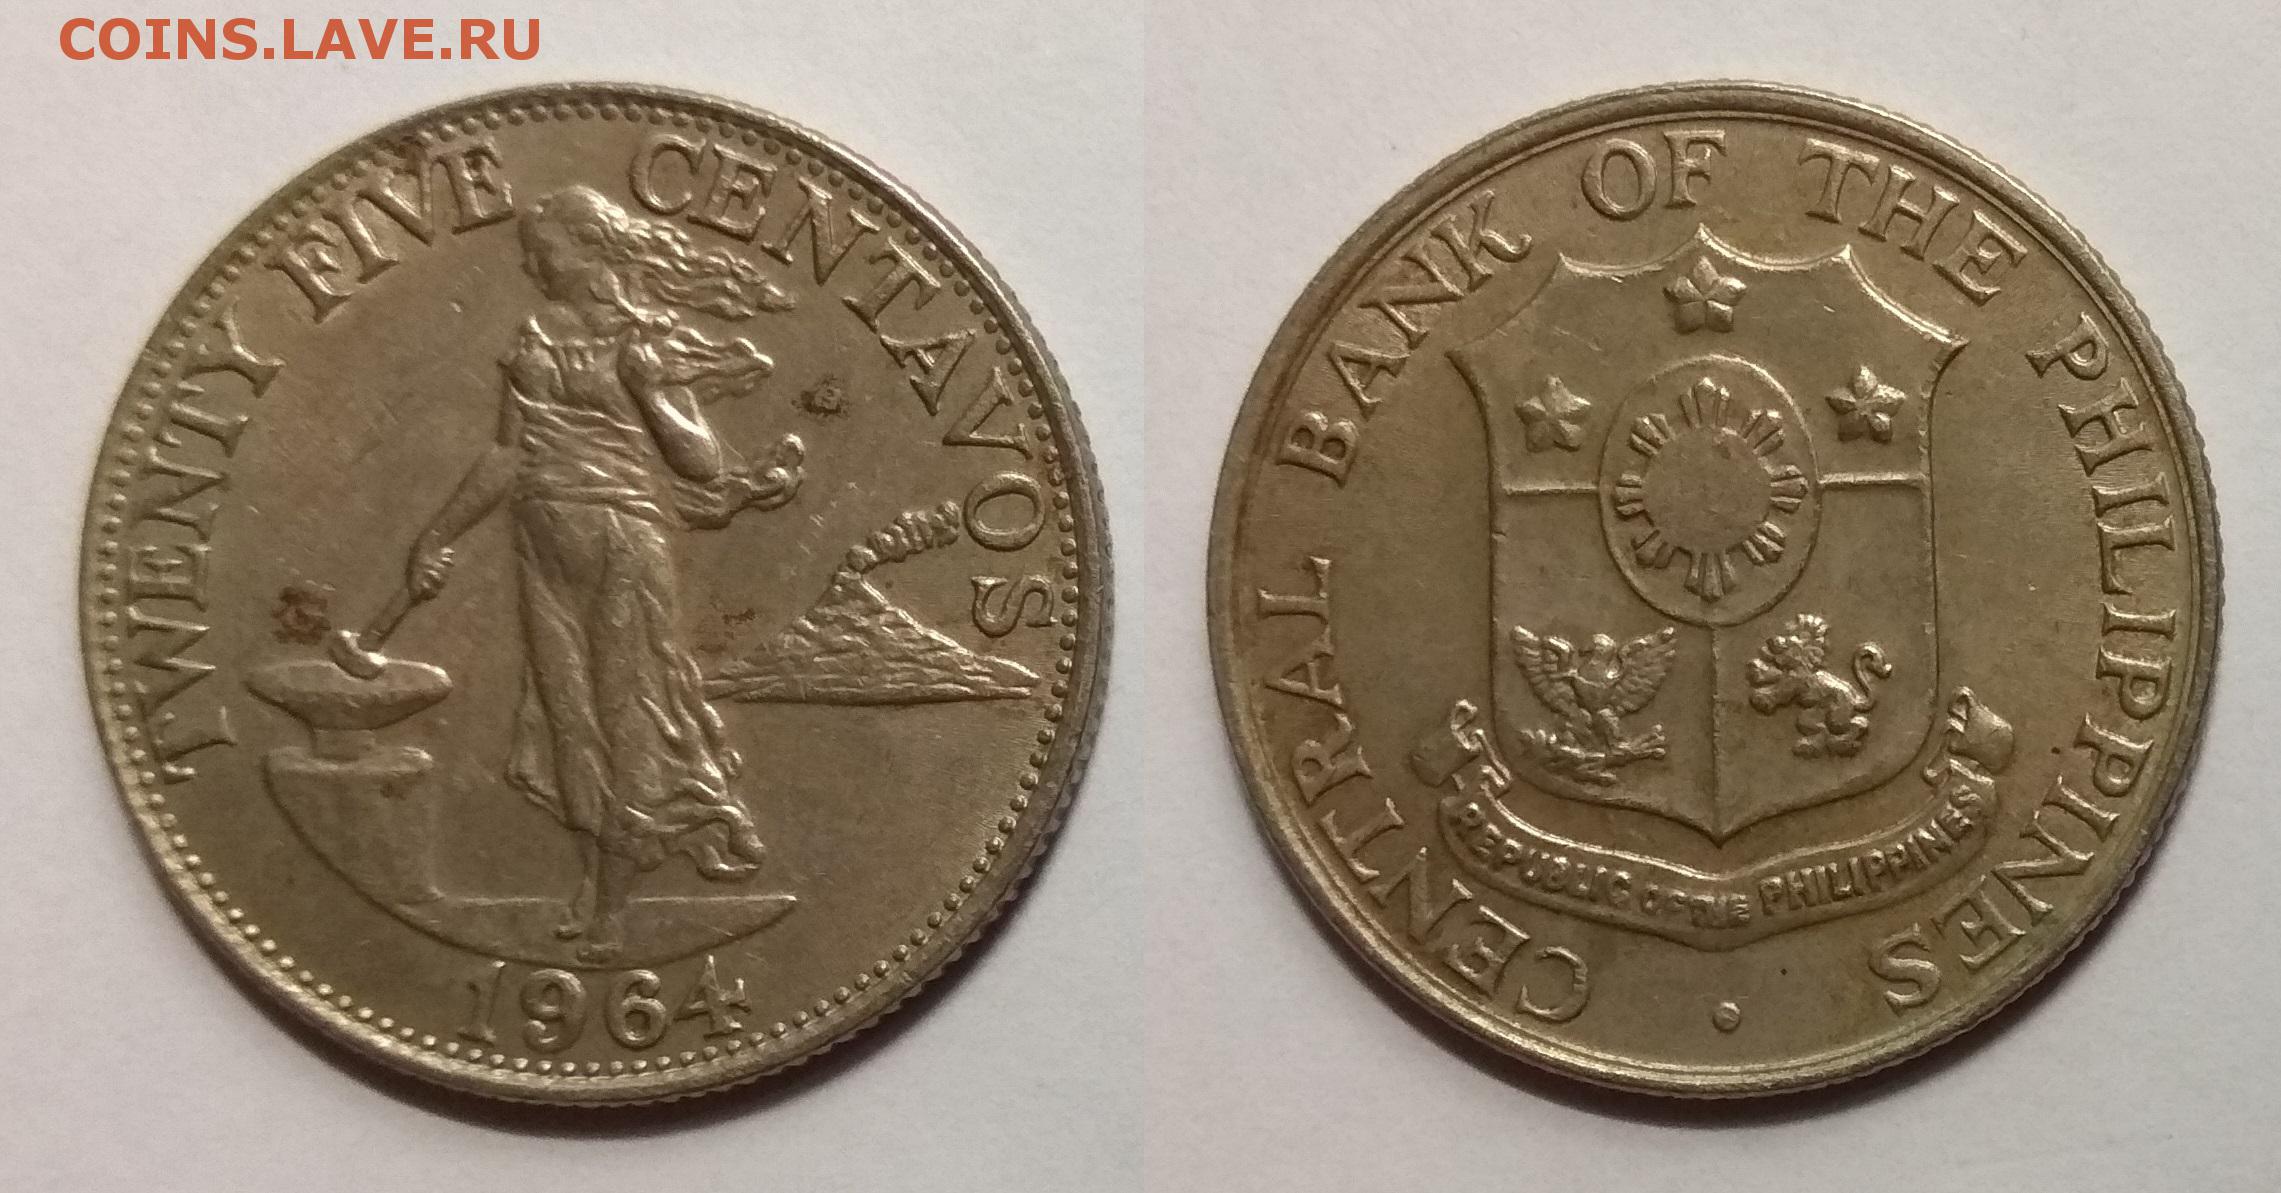 COINS.LAVE.RU
TWENTY FIVE CENTAVOS
1964
CENTRAL BANK OF THE PHILIPPINES
REPUBLIC OF THE PHILIPPINES